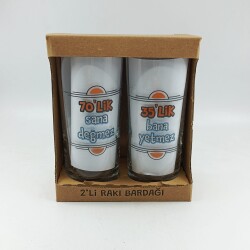 70'LİK
sana
değmez
35'LİK
bana
yetmez
2'Lİ RAKI BARDAĞI